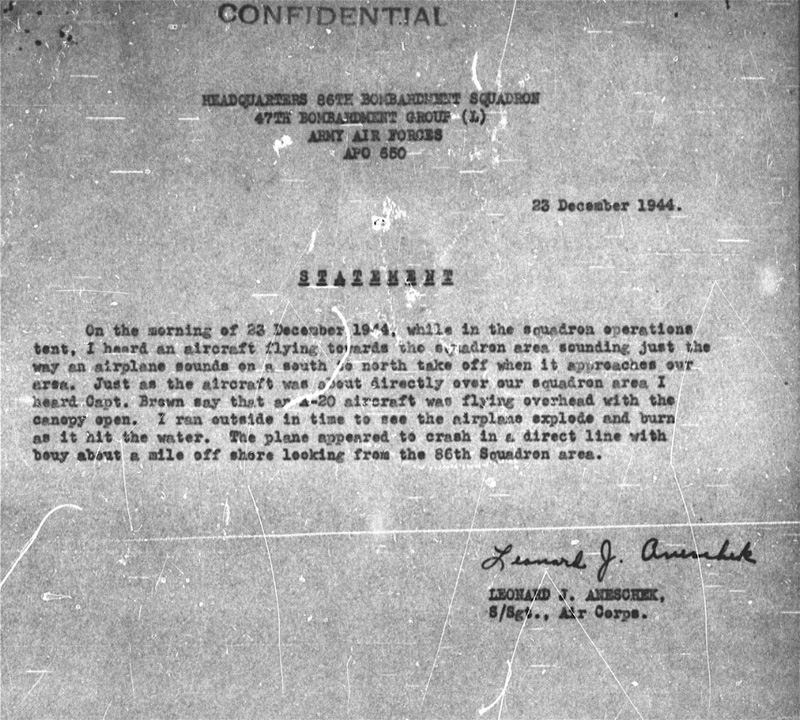 CONFIDENTIAL
HEADQUARTERS 86TH BOMBARDMENT SQUADRON
47TH BOMBARDMENT GROUP (L)
ARMY AIR FORCES
APO 650
23 December 1944.
STATEMENT
On the morning of 23 December 1944, while in the squadron operations
tent, I heard an aircraft flying towards the squadron area sounding just the
way an airplane sounds on a south to north take off when it approaches our
area. Just as the aircraft was about directly over our squadron area I
heard Capt. Brown say that an A-20 aircraft was flying overhead with the
canopy open. I ran outside in time to see the airplane explode and burn
as it hit the water. The plane appeared to crash in a direct line with
bouy about a mile off shore looking from the 86th Squadron area.
Leonard J. Aneschek
LEONARD J. ANESCHEK,
S/Sgt., Air Corps.